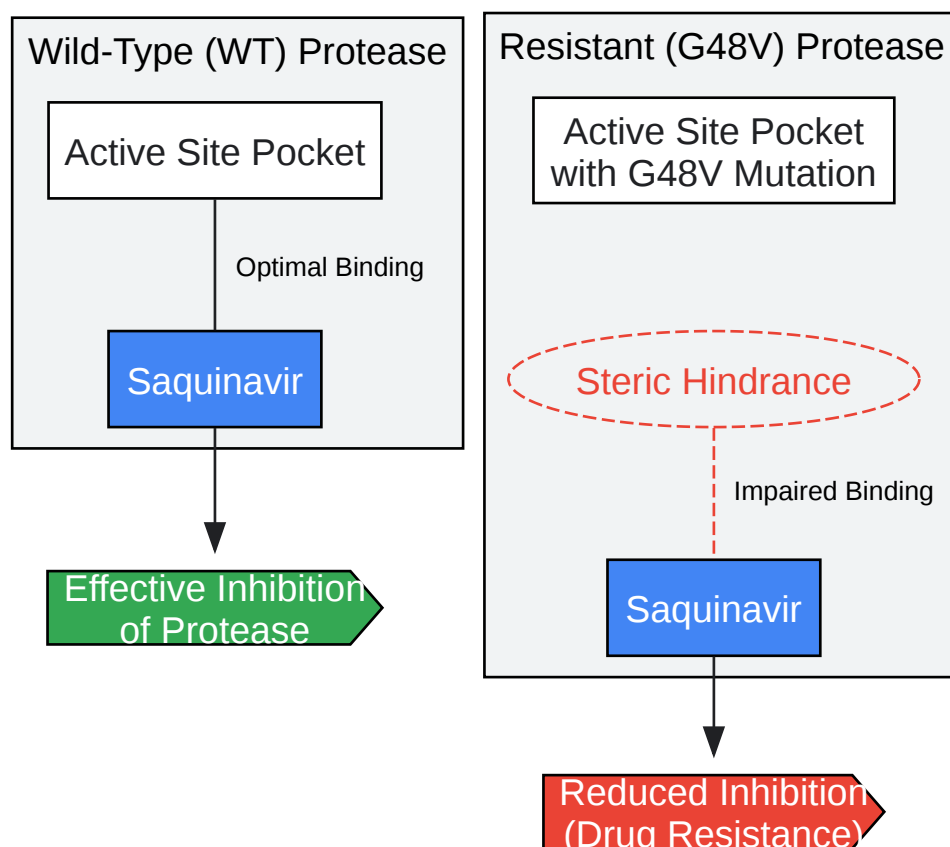 Wild-Type (WT) Protease
Active Site Pocket
Optimal Binding
Saquinavir
Effective Inhibition
of Protease
Resistant (G48V) Protease
Active Site Pocket
with G48V Mutation
Steric Hindrance
Impaired Binding
Saquinavir
Reduced Inhibition
(Drug Resistance)